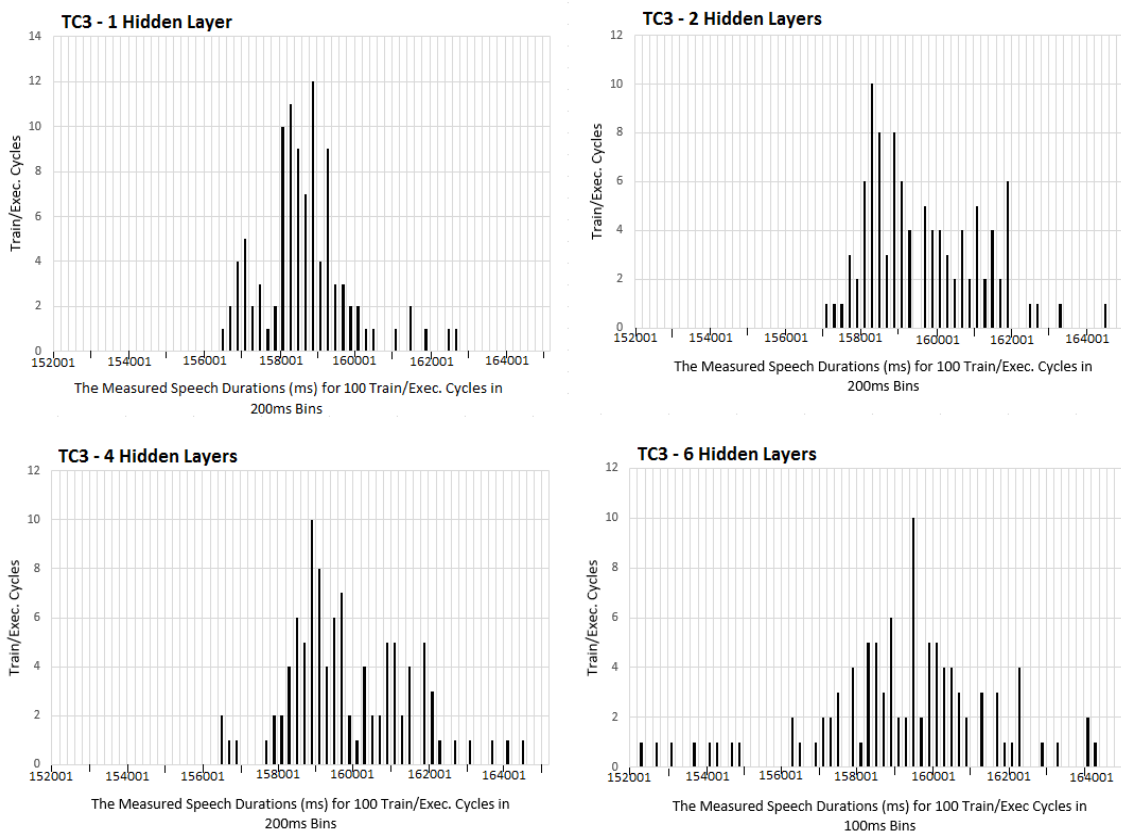 TC3 - 1 Hidden Layer
14
12
10
8
6
4
2
0
Train/Exec. Cycles
152001 154001 156001 158001 160001 162001 164001
The Measured Speech Durations (ms) for 100 Train/Exec. Cycles in
200ms Bins
TC3 - 2 Hidden Layers
12
10
8
6
4
2
0
Train/Exec. Cycles
152001 154001 156001 158001 160001 162001 164001
The Measured Speech Durations (ms) for 100 Train/Exec. Cycles in
200ms Bins
TC3 - 4 Hidden Layers
12
10
8
6
4
2
0
Train/Exec. Cycles
152001 154001 156001 158001 160001 162001 164001
The Measured Speech Durations (ms) for 100 Train/Exec. Cycles in
200ms Bins
TC3 - 6 Hidden Layers
12
10
8
6
4
2
0
Train/Exec. Cycles
152001 154001 156001 158001 160001 162001 164001
The Measured Speech Durations (ms) for 100 Train/Exec Cycles in
100ms Bins